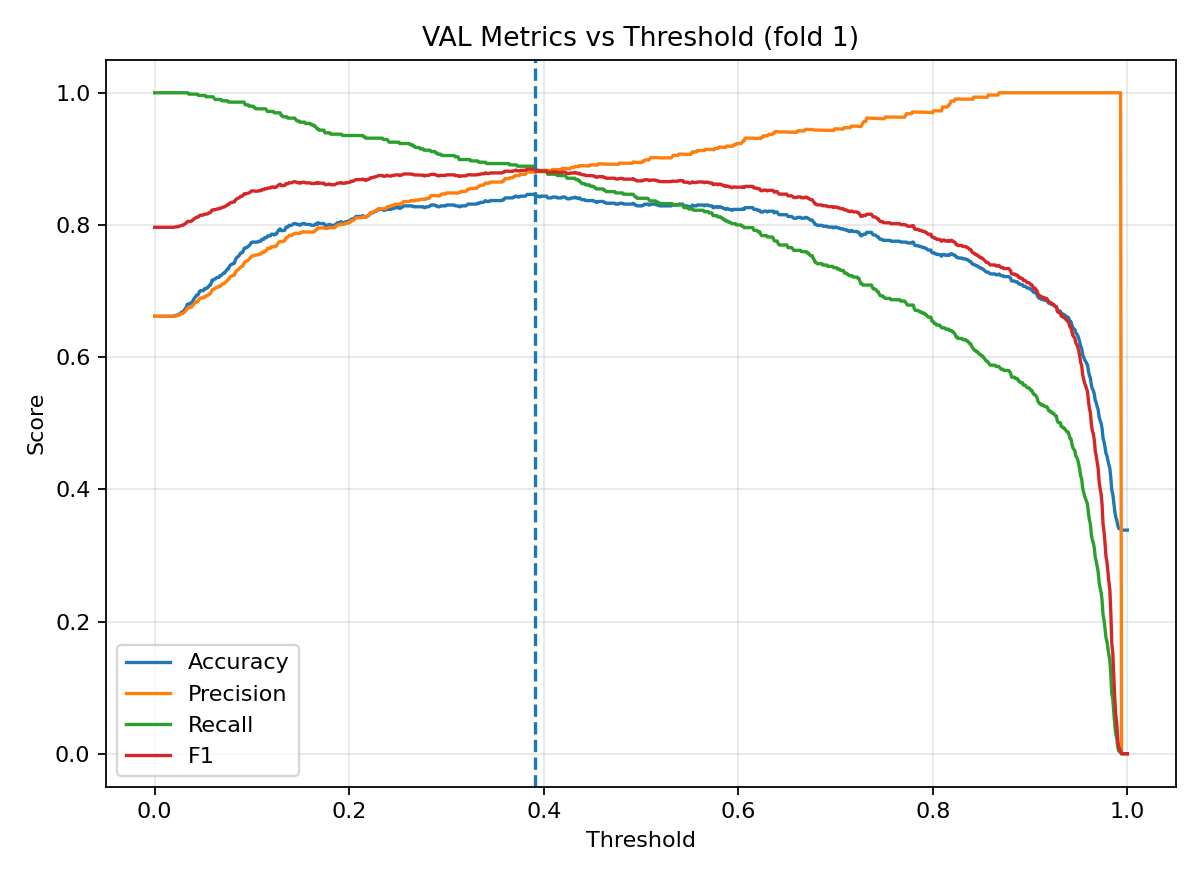 VAL Metrics vs Threshold (fold 1)
1.0
0.8
0.6
0.4
0.2
0.0
Score
Accuracy
Precision
Recall
F1
0.0 0.2 0.4 0.6 0.8 1.0
Threshold